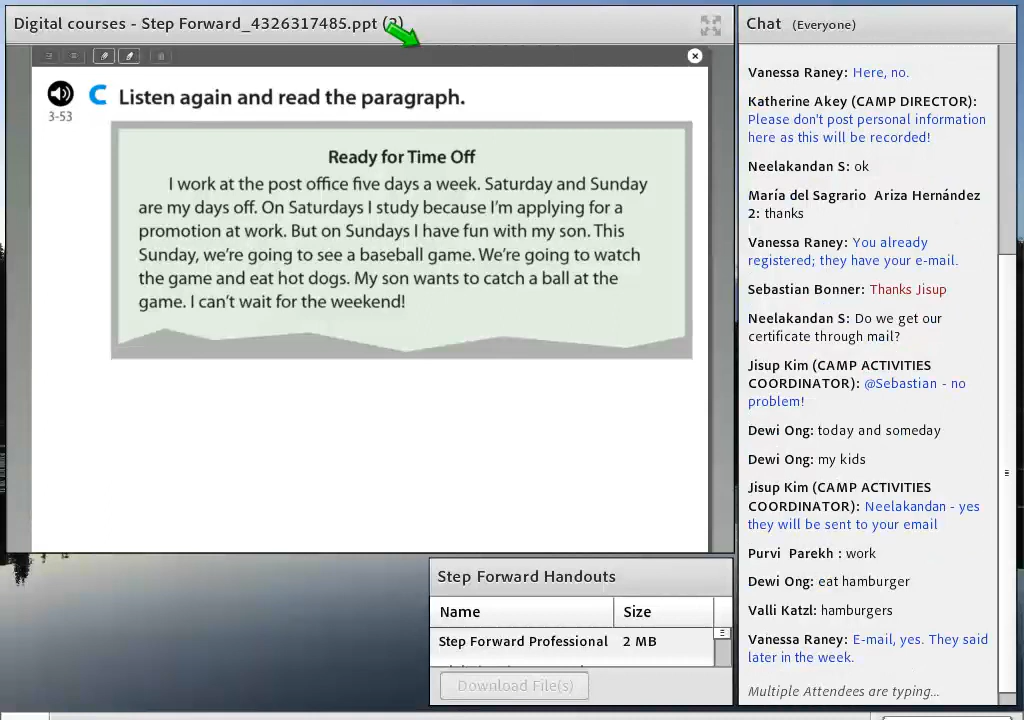 Digital courses - Step Forward_4326317485.ppt (2)
3-53
C Listen again and read the paragraph.
Ready for Time Off
I work at the post office five days a week. Saturday and Sunday
are my days off. On Saturdays I study because I'm applying for a
promotion at work. But on Sundays I have fun with my son. This
Sunday, we're going to see a baseball game. We're going to watch
the game and eat hot dogs. My son wants to catch a ball at the
game. I can't wait for the weekend!
Step Forward Handouts
Name Size
Step Forward Professional 2 MB
Download File(s)
Chat (Everyone)
Vanessa Raney: Here, no.
Katherine Akey (CAMP DIRECTOR):
Please don't post personal information
here as this will be recorded!
Neelakandan S: ok
María del Sagrario Ariza Hernández
2: thanks
Vanessa Raney: You already
registered; they have your e-mail.
Sebastian Bonner: Thanks Jisup
Neelakandan S: Do we get our
certificate through mail?
Jisup Kim (CAMP ACTIVITIES
COORDINATOR): @Sebastian - no
problem!
Dewi Ong: today and someday
Dewi Ong: my kids
Jisup Kim (CAMP ACTIVITIES
COORDINATOR): Neelakandan - yes
they will be sent to your email
Purvi Parekh : work
Dewi Ong: eat hamburger
Valli Katzl: hamburgers
Vanessa Raney: E-mail, yes. They said
later in the week.
Multiple Attendees are typing...